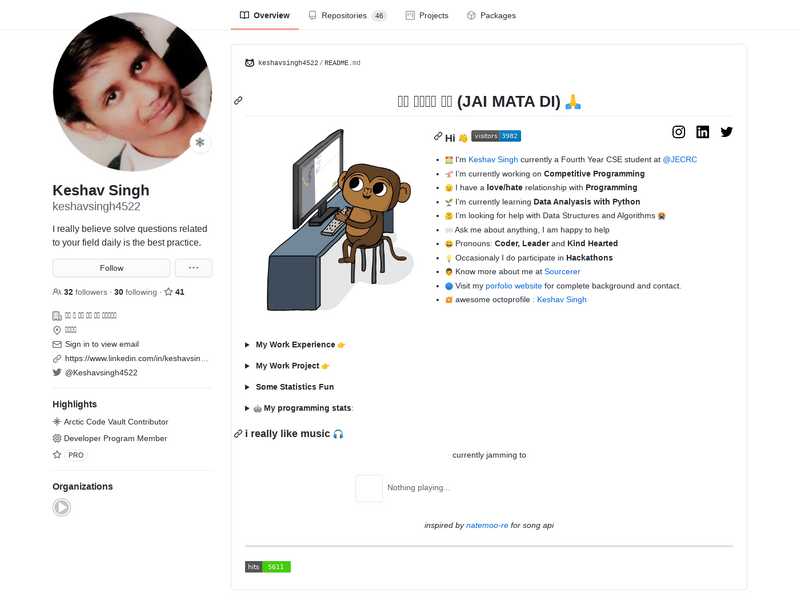 Overview
Repositories 46
Projects
Packages
keshavsingh4522 / README.md
(JAI MATA DI) 🙏
Hi 👋
visitors 3982
Keshav Singh
keshavsingh4522
I really believe solve questions related
to your field daily is the best practice.
Follow
32 followers · 30 following · 41
Sign in to view email
https://www.linkedin.com/in/keshavsin…
@Keshavsingh4522
Highlights
Arctic Code Vault Contributor
Developer Program Member
PRO
Organizations
I'm Keshav Singh currently a Fourth Year CSE student at @JECRC
I'm currently working on Competitive Programming
I have a love/hate relationship with Programming
I'm currently learning Data Analysis with Python
I'm looking for help with Data Structures and Algorithms
Ask me about anything, I am happy to help
Pronouns: Coder, Leader and Kind Hearted
Occasionaly I do participate in Hackathons
Know more about me at Sourcerer
Visit my porfolio website for complete background and contact.
awesome octoprofile : Keshav Singh
My Work Experience 👉
My Work Project 👉
Some Statistics Fun
My programming stats:
i really like music 🎧
currently jamming to
Nothing playing...
inspired by natemoo-re for song api
hits 5611